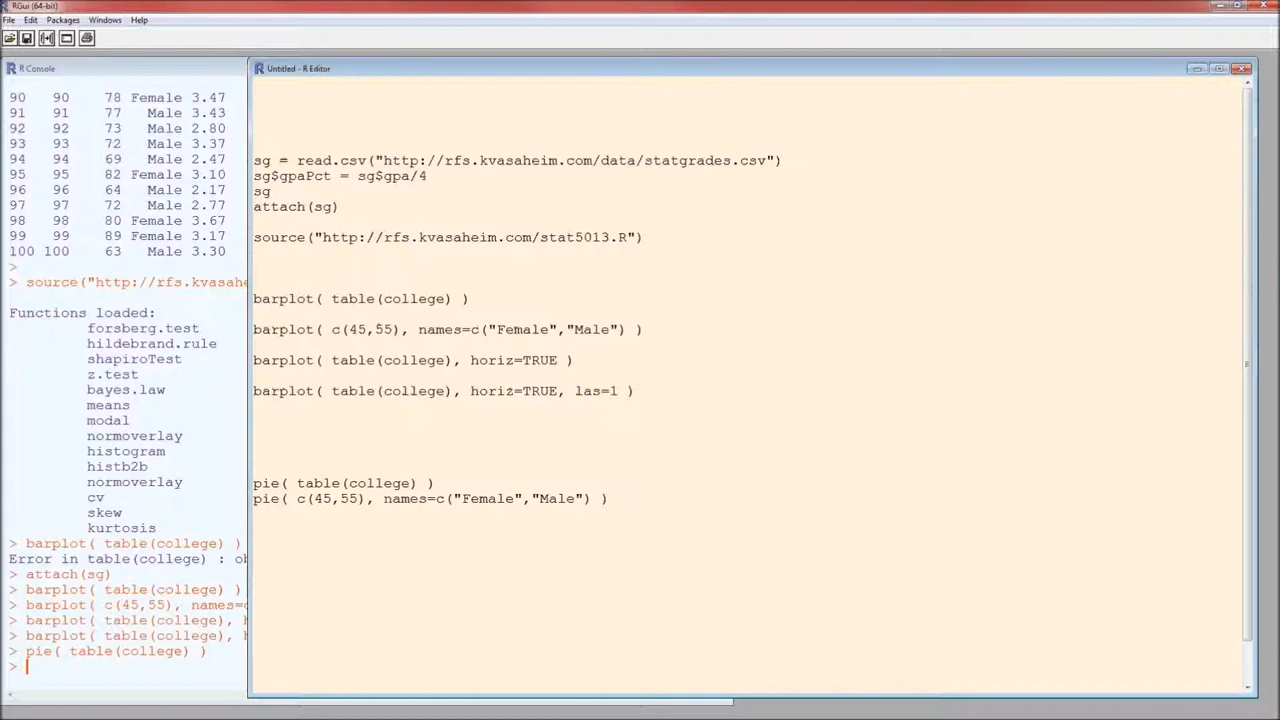 RGui (64-bit)
File Edit Packages Windows Help
R Console
90 90 78 Female 3.47
91 91 77 Male 3.43
92 92 73 Male 2.80
93 93 72 Male 3.37
94 94 69 Male 2.47
95 95 82 Female 3.10
96 96 64 Male 2.17
97 97 72 Male 2.77
98 98 80 Female 3.67
99 99 89 Female 3.17
100 100 63 Male 3.30
>
> source("http://rfs.kvasahe
Functions loaded:
forsberg.test
hildebrand.rule
shapiroTest
z.test
bayes.law
means
modal
normoverlay
histogram
histb2b
normoverlay
cv
skew
kurtosis
> barplot( table(college) )
Error in table(college) : ob
> attach(sg)
> barplot( table(college) )
> barplot( c(45,55), names=c
> barplot( table(college), h
> barplot( table(college), h
> pie( table(college) )
>
Untitled - R Editor
sg = read.csv("http://rfs.kvasaheim.com/data/statgrades.csv")
sg$gpaPct = sg$gpa/4
sg
attach(sg)
source("http://rfs.kvasaheim.com/stat5013.R")
barplot( table(college) )
barplot( c(45,55), names=c("Female","Male") )
barplot( table(college), horiz=TRUE )
barplot( table(college), horiz=TRUE, las=1 )
pie( table(college) )
pie( c(45,55), names=c("Female","Male") )